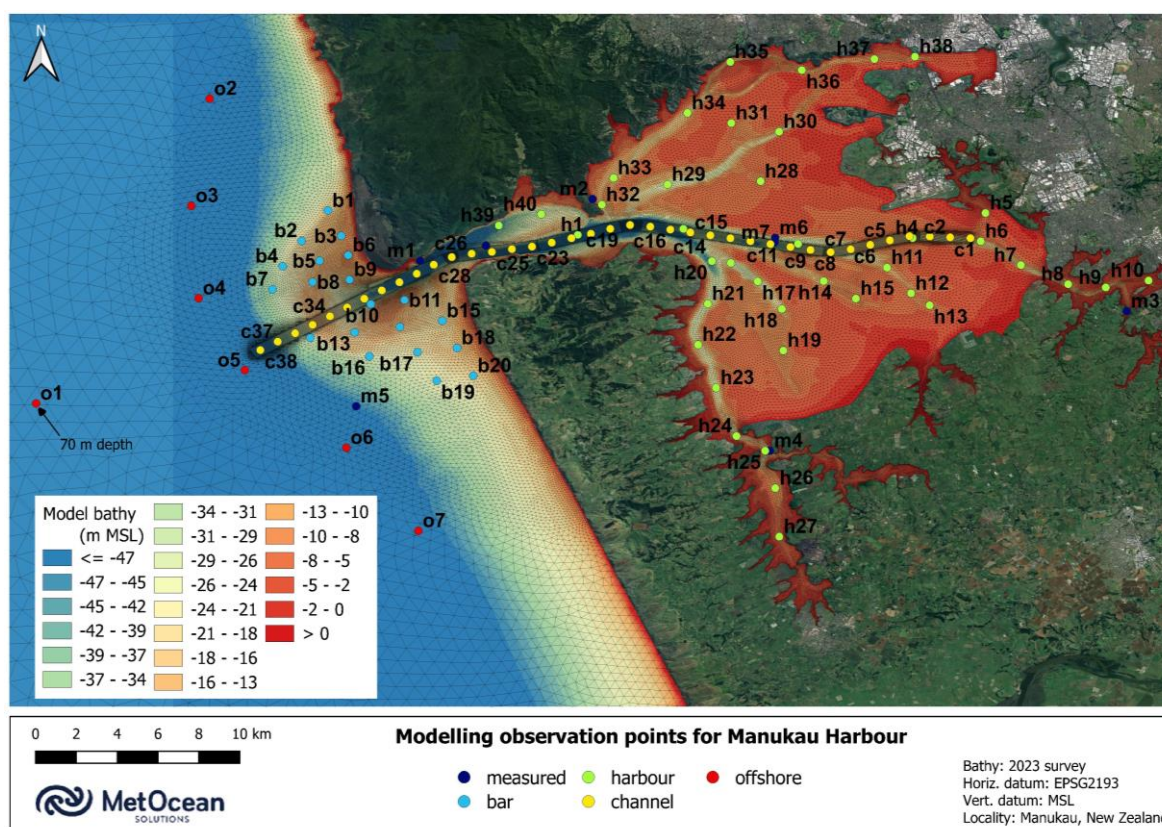 N
o2
h35
h37
h38
h36
h34
h31
h30
h33
h29
h28
m2
h32
o3
b1
b2
b3
h40
h39
h1
c19
c16
c15
m7
m6
c5
h4
c2
h5
h6
c1
h7
b6
m1
c26
c28
c25
c23
c14
c11
c9
c8
c7
c6
h11
h8
h9
h10
m3
b4
b5
b7
b8
b9
o4
c34
b10
b11
b15
h20
h17
h14
h15
h12
h13
h21
h18
h22
h19
c37
c38
b13
b16
b17
b18
b19
b20
o5
o1
70 m depth
m5
o6
o7
h23
h24
m4
h25
h26
h27
Model bathy
(m MSL)
<= -47
-47 - -45
-45 - -42
-42 - -39
-39 - -37
-37 - -34
-34 - -31
-31 - -29
-29 - -26
-26 - -24
-24 - -21
-21 - -18
-18 - -16
-16 - -13
-13 - -10
-10 - -8
-8 - -5
-5 - -2
-2 - 0
> 0
0 2 4 6 8 10 km
MetOcean
SOLUTIONS
Modelling observation points for Manukau Harbour
measured harbour offshore
bar channel
Bathy: 2023 survey
Horiz. datum: EPSG2193
Vert. datum: MSL
Locality: Manukau, New Zealand